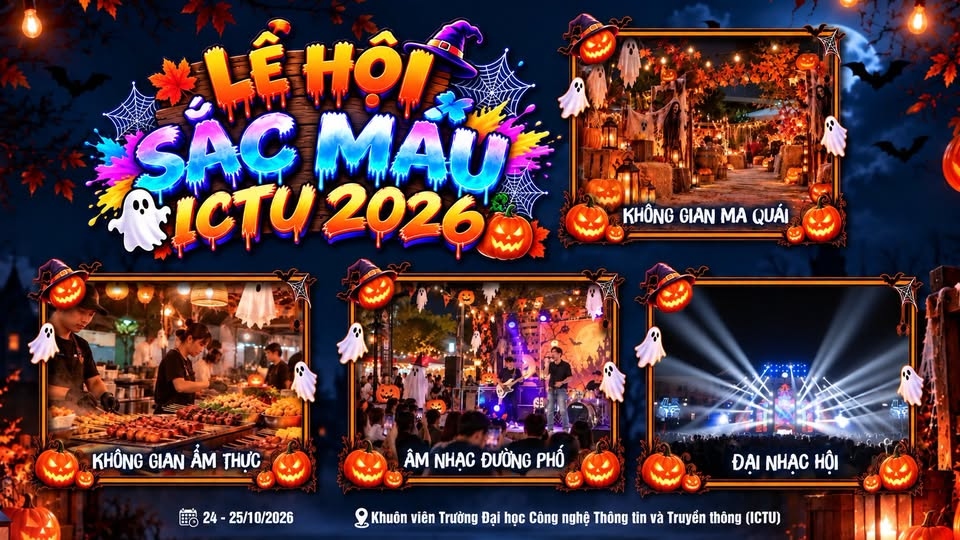 LỄ HỘI
SẮC MÀU
ICTU 2026
KHÔNG GIAN MA QUÁI
KHÔNG GIAN ẨM THỰC
ÂM NHẠC ĐƯỜNG PHỐ
ĐẠI NHẠC HỘI
24 - 25/10/2026
Khuôn viên Trường Đại học Công nghệ Thông tin và Truyền thông (ICTU)